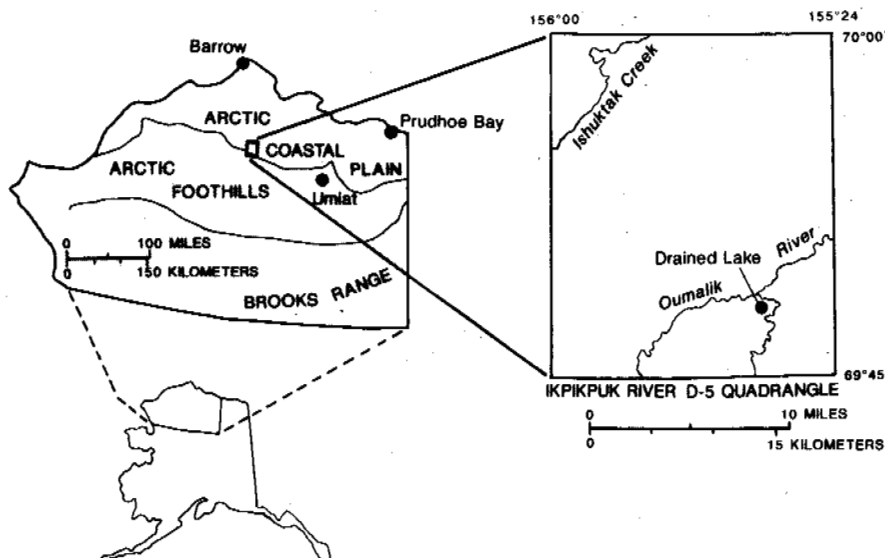 Barrow
ARCTIC
Prudhoe Bay
COASTAL
ARCTIC
PLAIN
FOOTHILLS
Umiat
0 100 MILES
0 150 KILOMETERS
BROOKS RANGE
156°00
155°24
70°00'
Ishuktak Creek
River
Drained Lake
Oumalik
69°45
IKPIKPUK RIVER D-5 QUADRANGLE
0 10 MILES
0 15 KILOMETERS